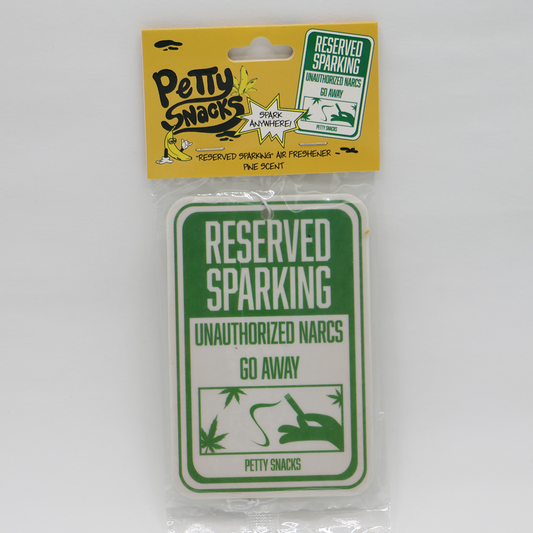 Petty
Snacks
SPARK
ANYWHERE!
"RESERVED SPARKING" AIR FRESHENER
PINE SCENT
RESERVED
SPARKING
UNAUTHORIZED NARCS
GO AWAY
PETTY SNACKS
RESERVED
SPARKING
UNAUTHORIZED NARCS
GO AWAY
PETTY SNACKS